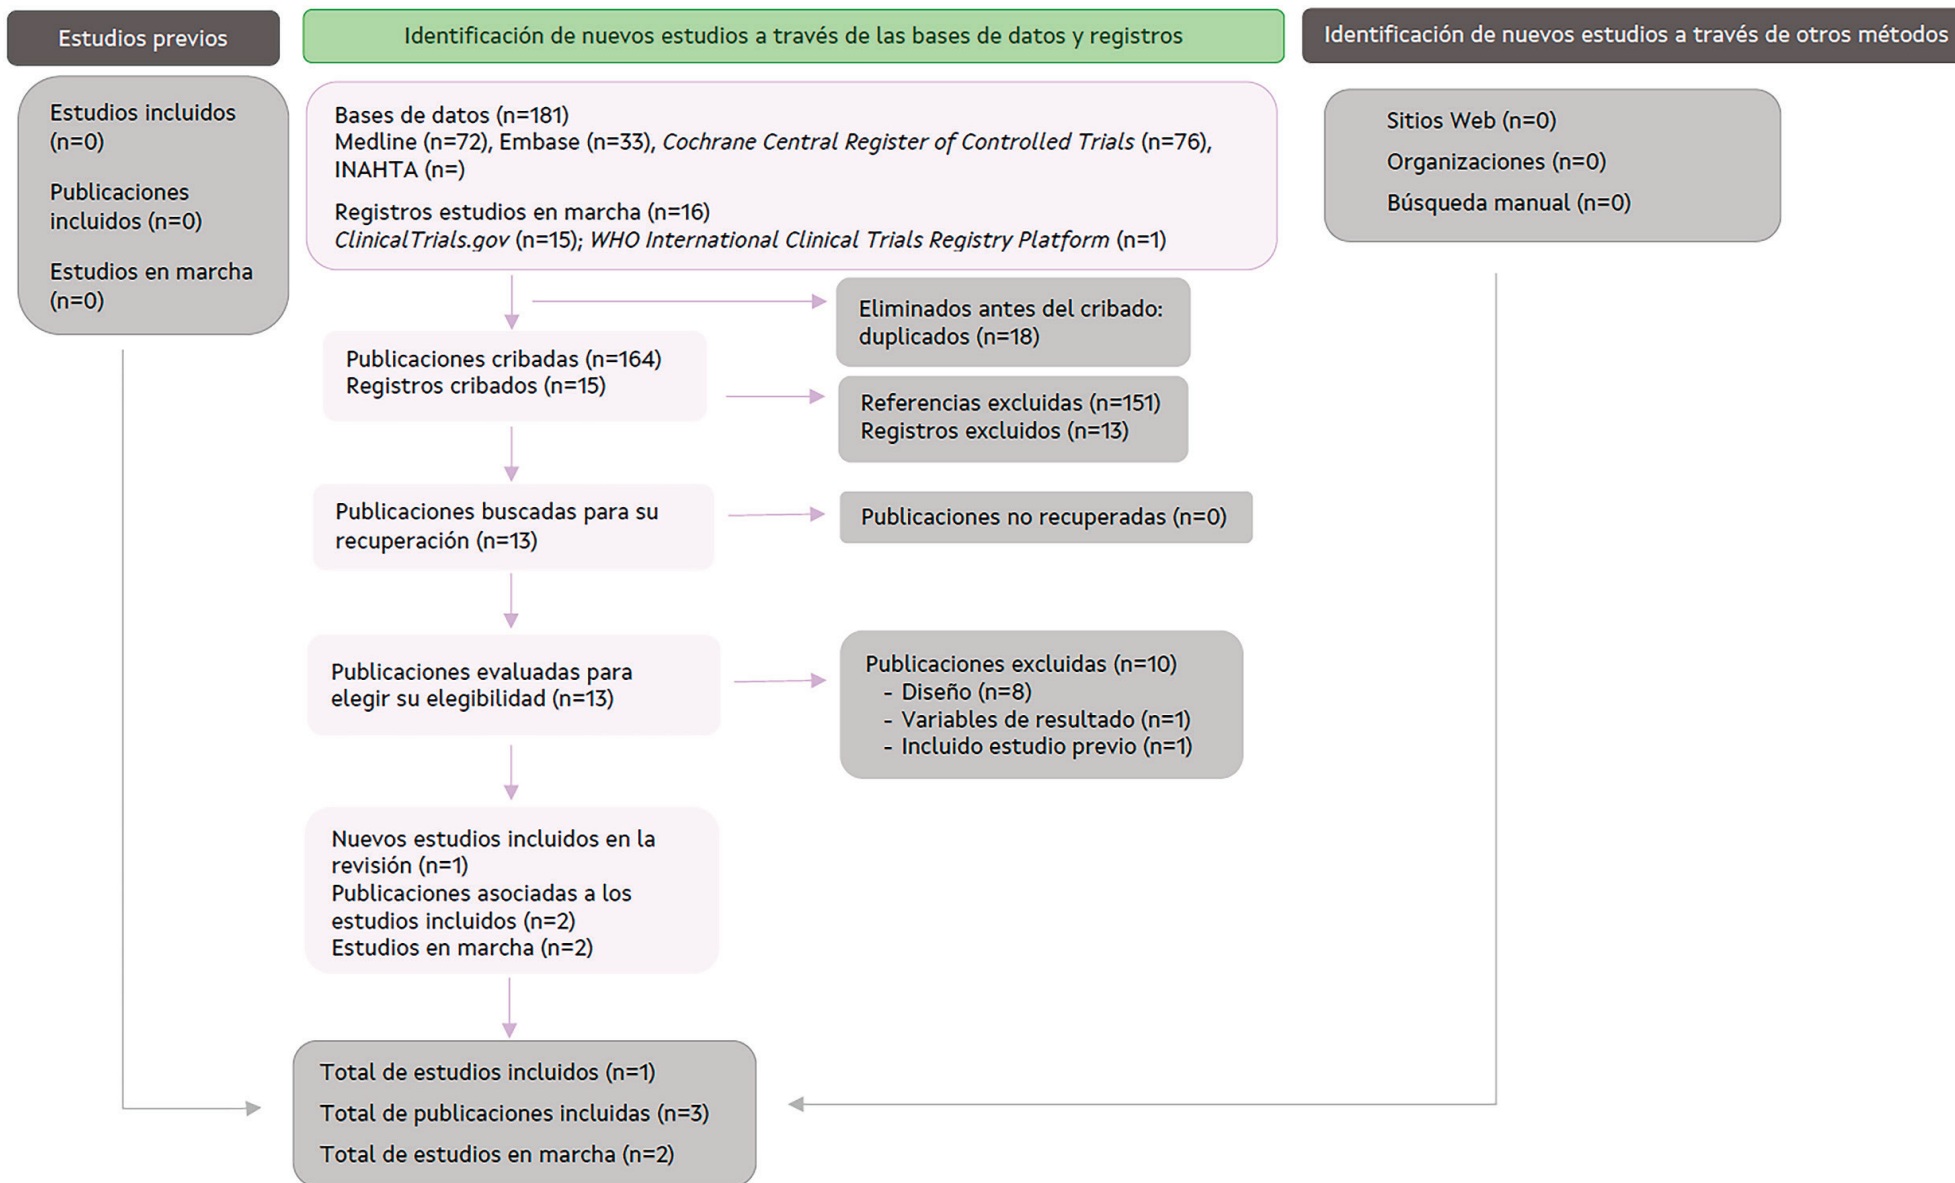 Estudios previos
Identificación de nuevos estudios a través de las bases de datos y registros
Identificación de nuevos estudios a través de otros métodos
Estudios incluidos
(n=0)
Publicaciones
incluidos (n=0)
Estudios en marcha
(n=0)
Bases de datos (n=181)
Medline (n=72), Embase (n=33), Cochrane Central Register of Controlled Trials (n=76),
INAHTA (n=)
Registros estudios en marcha (n=16)
ClinicalTrials.gov (n=15); WHO International Clinical Trials Registry Platform (n=1)
Sitios Web (n=0)
Organizaciones (n=0)
Búsqueda manual (n=0)
Eliminados antes del cribado:
duplicados (n=18)
Publicaciones cribadas (n=164)
Registros cribados (n=15)
Referencias excluidas (n=151)
Registros excluidos (n=13)
Publicaciones buscadas para su
recuperación (n=13)
Publicaciones no recuperadas (n=0)
Publicaciones evaluadas para
elegir su elegibilidad (n=13)
Publicaciones excluidas (n=10)
- Diseño (n=8)
- Variables de resultado (n=1)
- Incluido estudio previo (n=1)
Nuevos estudios incluidos en la
revisión (n=1)
Publicaciones asociadas a los
estudios incluidos (n=2)
Estudios en marcha (n=2)
Total de estudios incluidos (n=1)
Total de publicaciones incluidas (n=3)
Total de estudios en marcha (n=2)